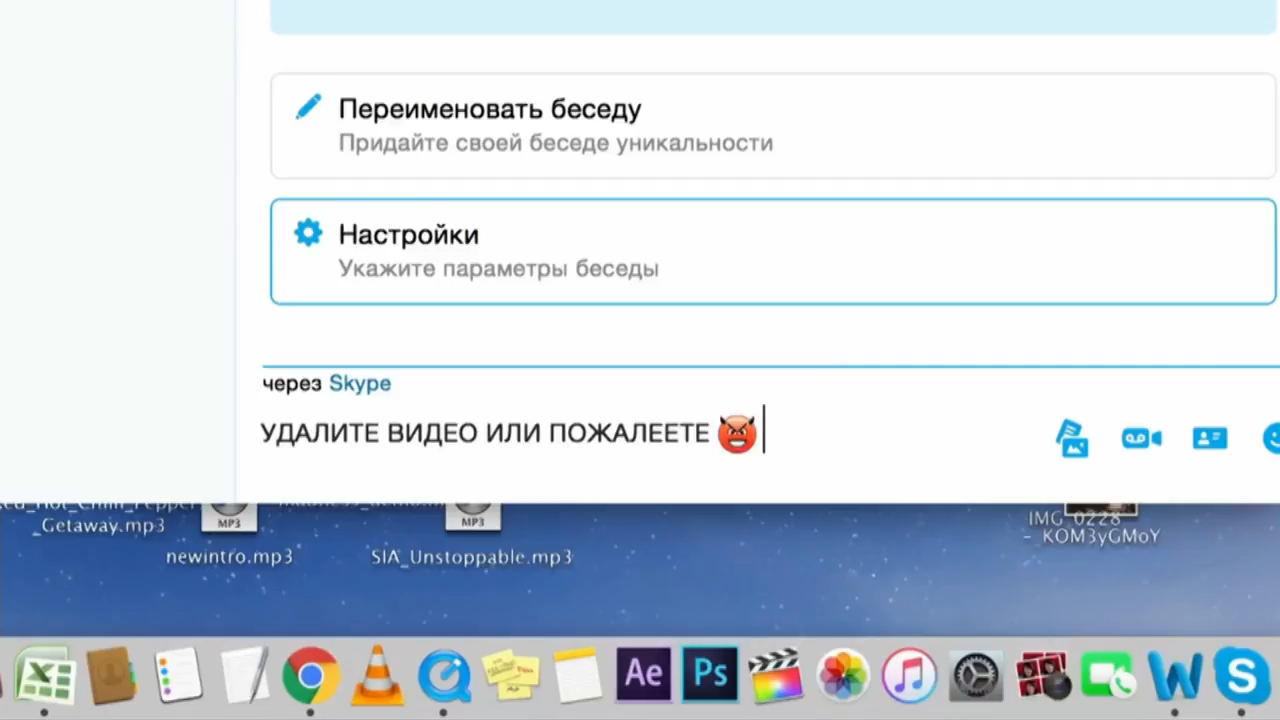 Переименовать беседу
Придайте своей беседе уникальности
Настройки
Укажите параметры беседы
через Skype
УДАЛИТЕ ВИДЕО ИЛИ ПОЖАЛЕЕТЕ
_Getaway.mp3
MP3
MP3
newintro.mp3
SIA_Unstoppable.mp3
IMG_0228
-_KOM3yGMoY
Ae
Ps